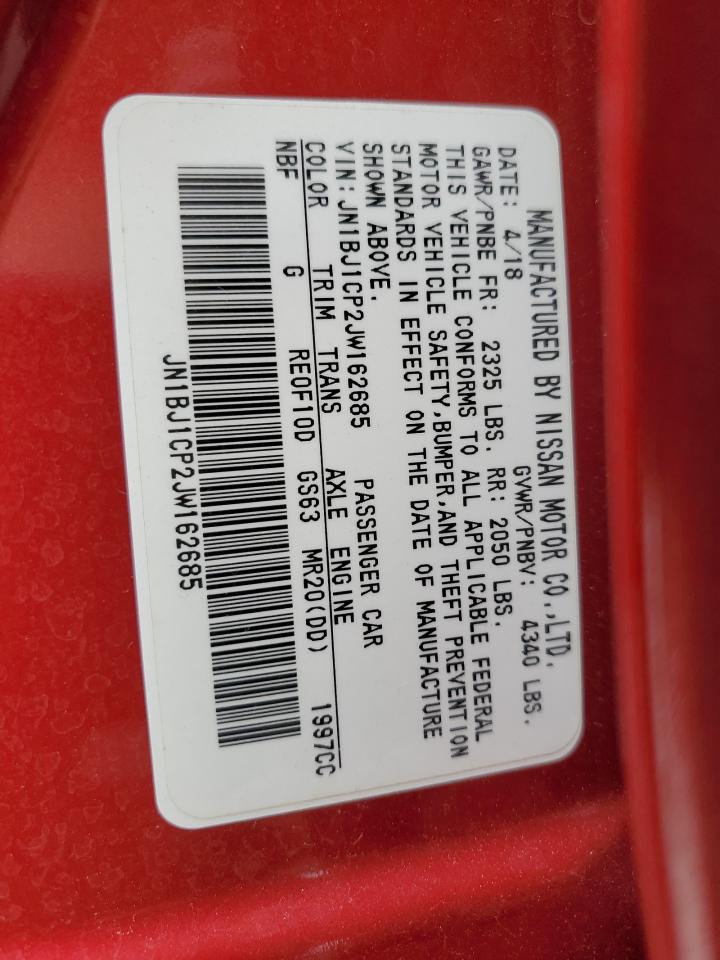 MANUFACTURED BY NISSAN MOTOR CO.,LTD.
DATE: 4/18 GVWR/PNBV: 4340 LBS.
GAWR/PNBE FR: 2325 LBS. RR: 2050 LBS.
THIS VEHICLE CONFORMS TO ALL APPLICABLE FEDERAL
MOTOR VEHICLE SAFETY,BUMPER,AND THEFT PREVENTION
STANDARDS IN EFFECT ON THE DATE OF MANUFACTURE
SHOWN ABOVE.
VIN:JN1BJ1CP2JW162685 PASSENGER CAR
COLOR TRIM TRANS AXLE ENGINE
NBF G RE0F10D GS63 MR20(DD) 1997CC
JN1BJ1CP2JW162685